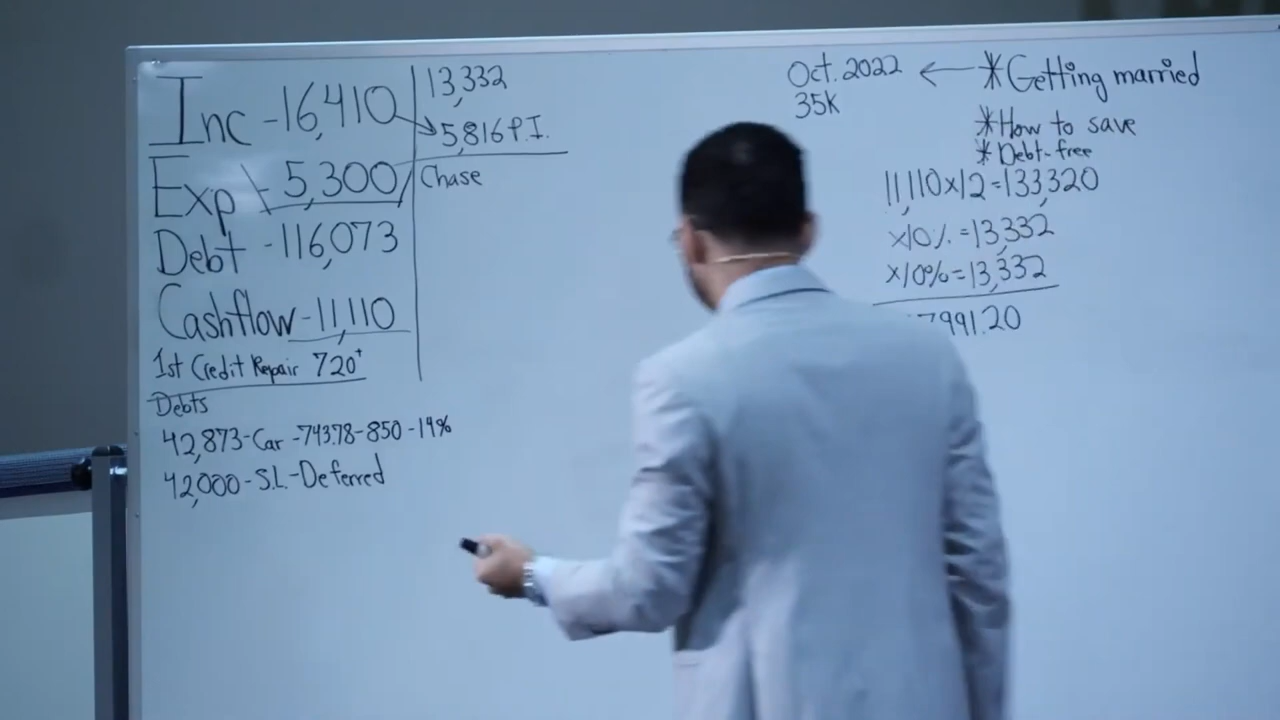 Inc -16,410
Exp - 5,300
Debt -116,073
Cashflow -11,110
1st Credit Repair 720+
Debts
42,873-Car -743.78-850 -19%
42,000-S.L.-Deferred
13,332
5,816 P.I.
Chase
Oct. 2022 ← *Getting married
35K
*How to save
*Debt-free
11,110x12=133,320
x10%=13,332
x10%=13,332
7991.20